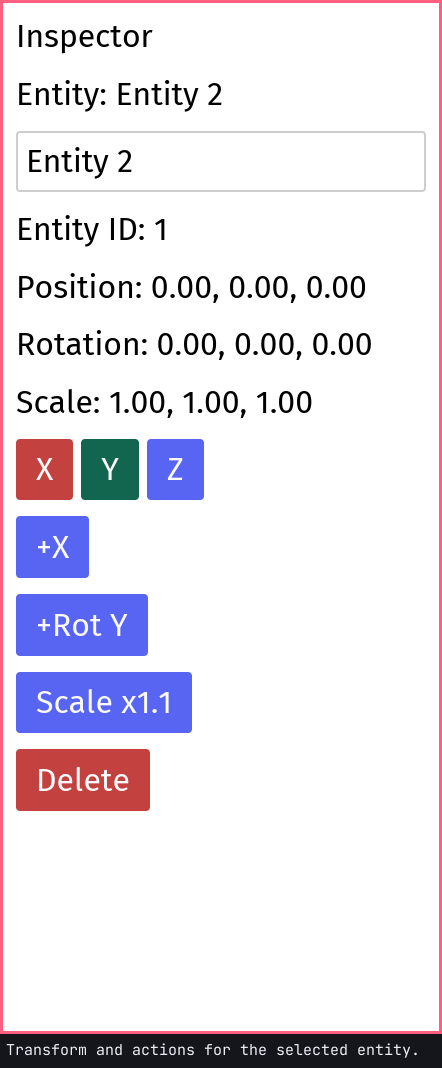 Inspector
Entity: Entity 2
Entity 2
Entity ID: 1
Position: 0.00, 0.00, 0.00
Rotation: 0.00, 0.00, 0.00
Scale: 1.00, 1.00, 1.00
X Y Z
+X
+Rot Y
Scale x1.1
Delete
Transform and actions for the selected entity.